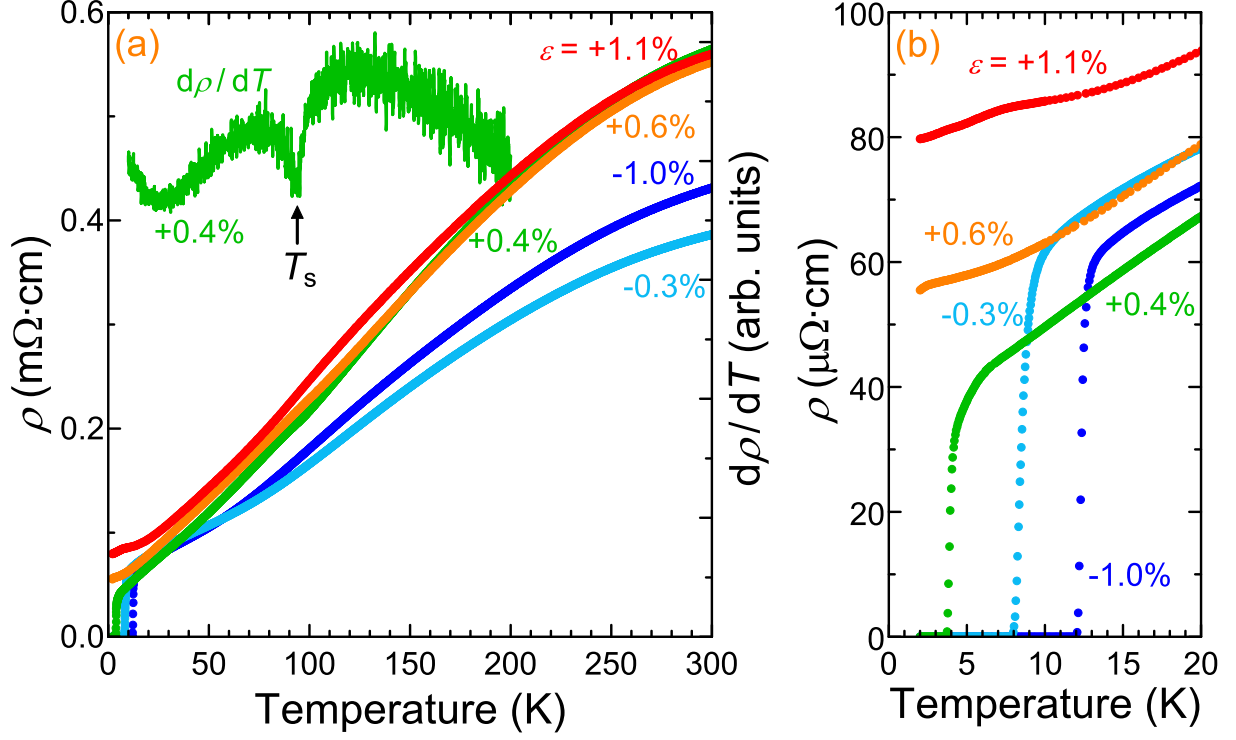 (a)
ε = +1.1%
dρ / dT
+0.6%
-1.0%
+0.4%
+0.4%
Ts
-0.3%
0.6
0.4
0.2
0.0
ρ (mΩ·cm)
0 50 100 150 200 250 300
Temperature (K)
dρ / dT (arb. units)
(b)
ε = +1.1%
+0.6%
-0.3%
+0.4%
-1.0%
100
80
60
40
20
0
ρ (μΩ·cm)
0 5 10 15 20
Temperature (K)